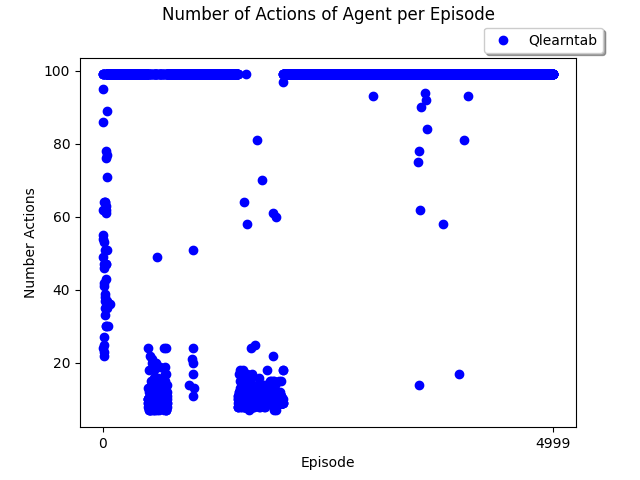 Number of Actions of Agent per Episode
Qlearntab
100
80
60
40
20
Number Actions
0
4999
Episode